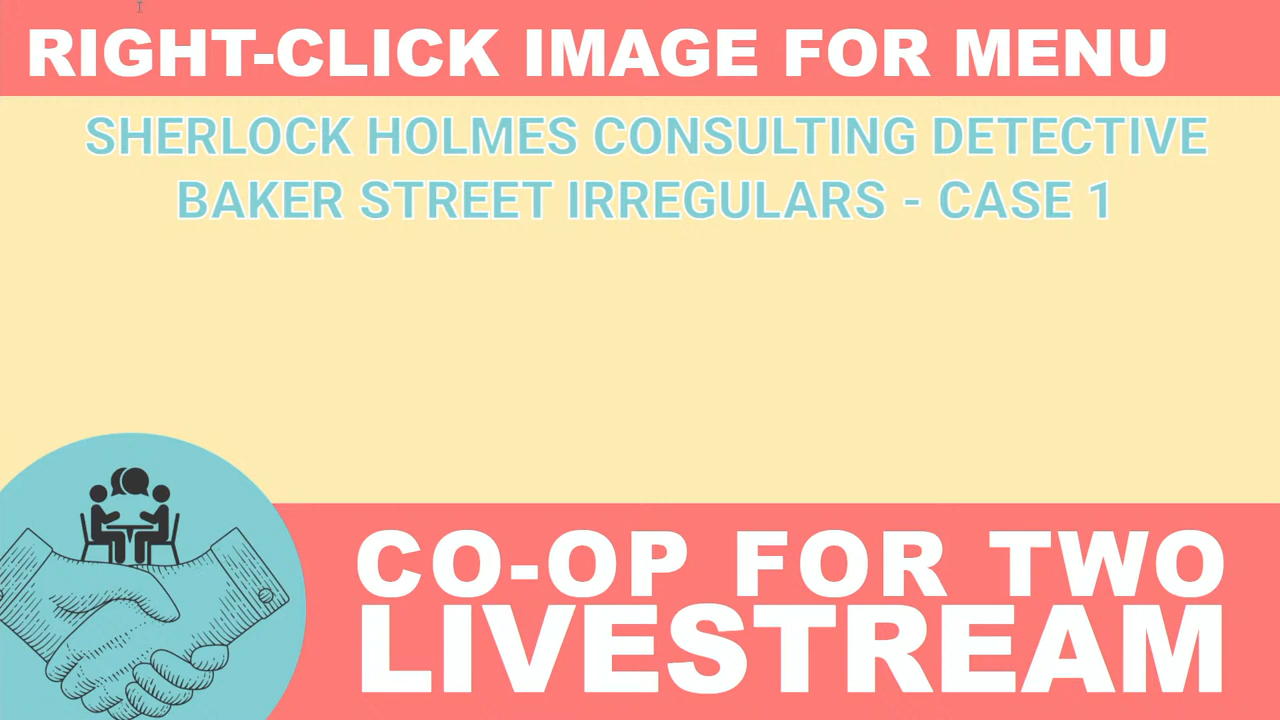 RIGHT-CLICK IMAGE FOR MENU
SHERLOCK HOLMES CONSULTING DETECTIVE
BAKER STREET IRREGULARS - CASE 1
CO-OP FOR TWO
LIVESTREAM